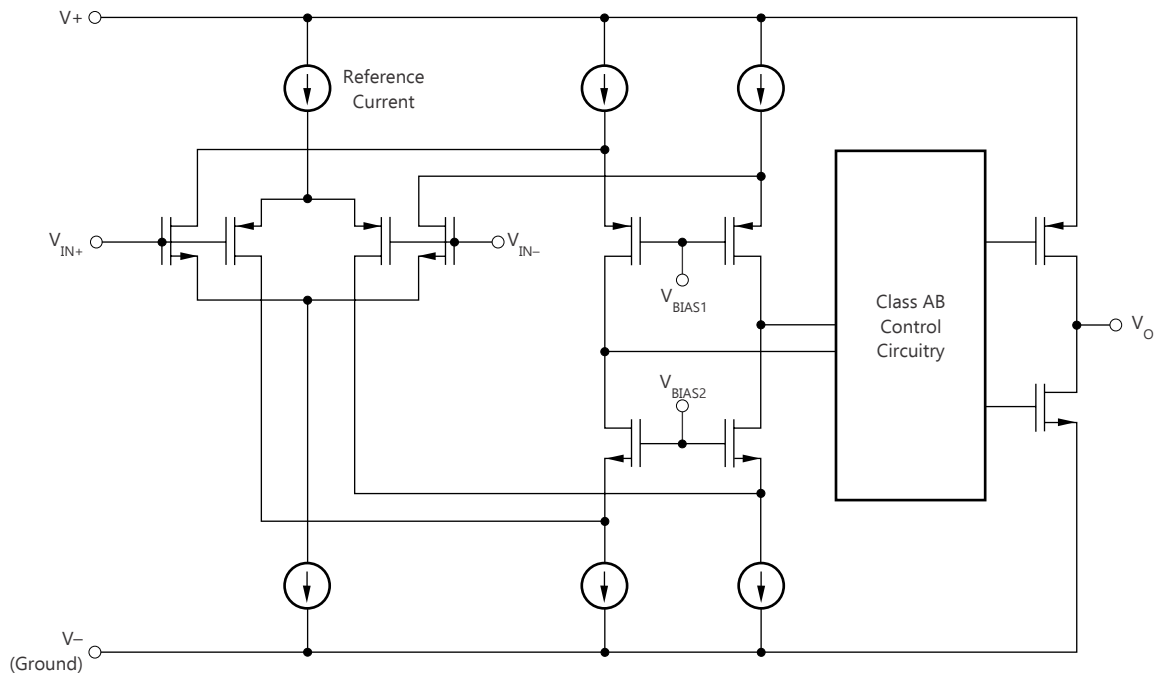 V+
Reference
Current
VIN+
VIN–
VBIAS1
Class AB
Control
Circuitry
VO
VBIAS2
V–
(Ground)